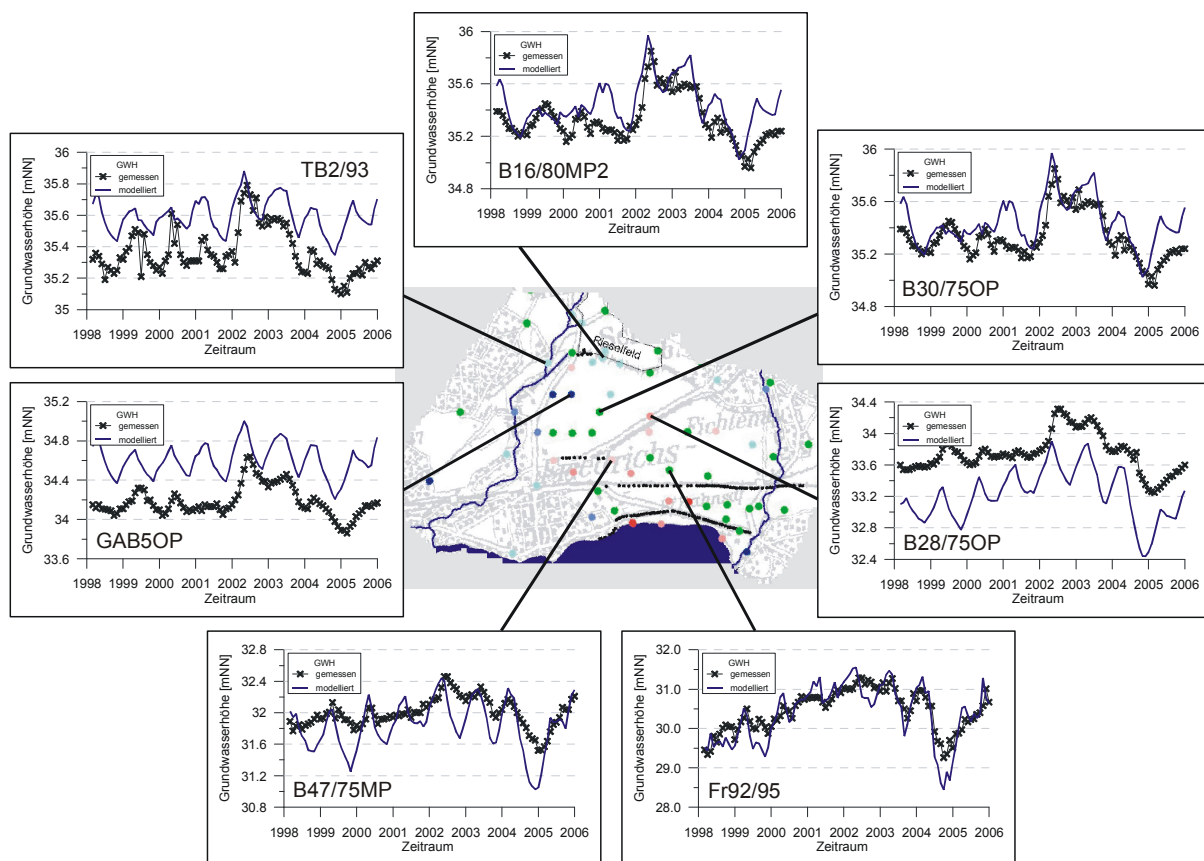 Grundwasserhöhe [mNN]
36
35.6
35.2
34.8
GWH
gemessen
modelliert
B16/80MP2
1998 1999 2000 2001 2002 2003 2004 2005 2006
Zeitraum
Grundwasserhöhe [mNN]
36
35.8
35.6
35.4
35.2
35
GWH
gemessen
modelliert
TB2/93
1998 1999 2000 2001 2002 2003 2004 2005 2006
Zeitraum
Grundwasserhöhe [mNN]
36
35.6
35.2
34.8
GWH
gemessen
modelliert
B30/75OP
1998 1999 2000 2001 2002 2003 2004 2005 2006
Zeitraum
Rieselfeld
Grundwasserhöhe [mNN]
35.2
34.8
34.4
34
33.6
GWH
gemessen
modelliert
GAB5OP
1998 1999 2000 2001 2002 2003 2004 2005 2006
Zeitraum
Grundwasserhöhe [mNN]
34.4
34
33.6
33.2
32.8
32.4
GWH
gemessen
modelliert
B28/75OP
1998 1999 2000 2001 2002 2003 2004 2005 2006
Zeitraum
Grundwasserhöhe [mNN]
32.8
32.4
32
31.6
31.2
30.8
GWH
gemessen
modelliert
B47/75MP
1998 1999 2000 2001 2002 2003 2004 2005 2006
Zeitraum
Grundwasserhöhe [mNN]
32.0
31.0
30.0
29.0
28.0
GWH
gemessen
modelliert
Fr92/95
1998 1999 2000 2001 2002 2003 2004 2005 2006
Zeitraum